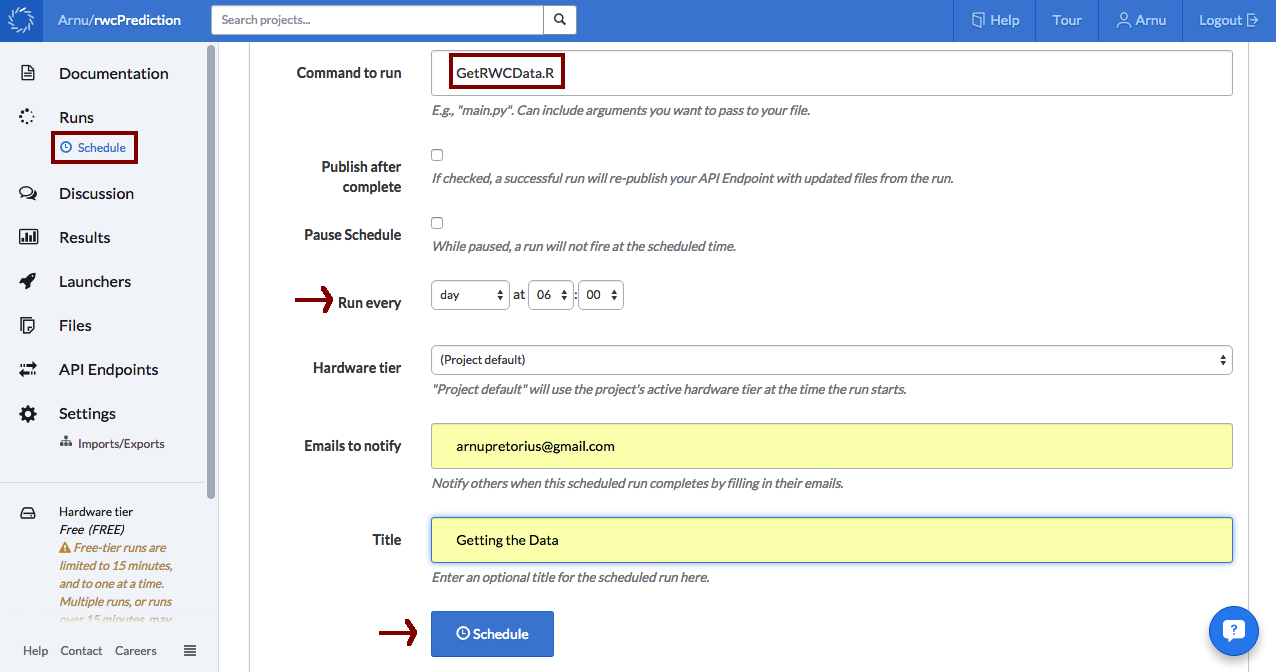 Arnu/rwcPrediction
Search projects...
Help
Tour
Arnu
Logout
Documentation
Runs
Schedule
Discussion
Results
Launchers
Files
API Endpoints
Settings
Imports/Exports
Hardware tier
Free (FREE)
Free-tier runs are
limited to 15 minutes,
and to one at a time.
Multiple runs, or runs
over 15 minutes, may
Help
Contact
Careers
Command to run
GetRWCData.R
E.g., "main.py". Can include arguments you want to pass to your file.
Publish after
complete
If checked, a successful run will re-publish your API Endpoint with updated files from the run.
Pause Schedule
While paused, a run will not fire at the scheduled time.
Run every
day at 06 : 00
Hardware tier
(Project default)
"Project default" will use the project's active hardware tier at the time the run starts.
Emails to notify
arnupretorius@gmail.com
Notify others when this scheduled run completes by filling in their emails.
Title
Getting the Data
Enter an optional title for the scheduled run here.
Schedule
?